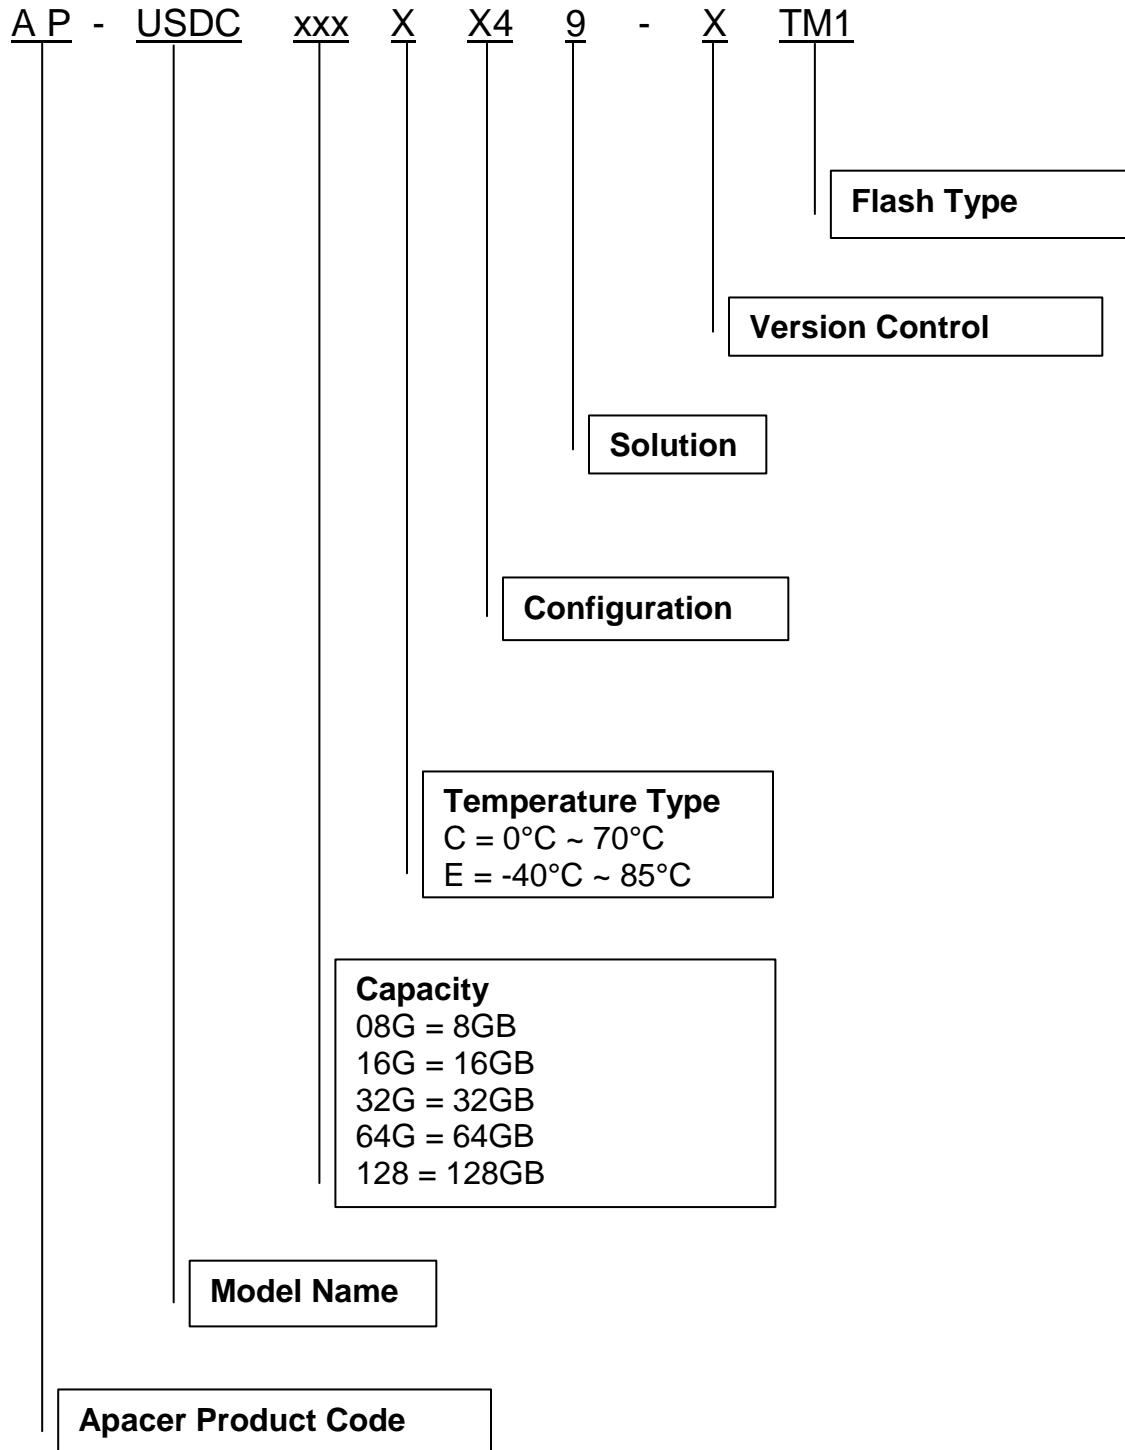 AP - USDC xxx X X4 9 - X TM1
Flash Type
Version Control
Solution
Configuration
Temperature Type
C = 0°C ~ 70°C
E = -40°C ~ 85°C
Capacity
08G = 8GB
16G = 16GB
32G = 32GB
64G = 64GB
128 = 128GB
Model Name
Apacer Product Code